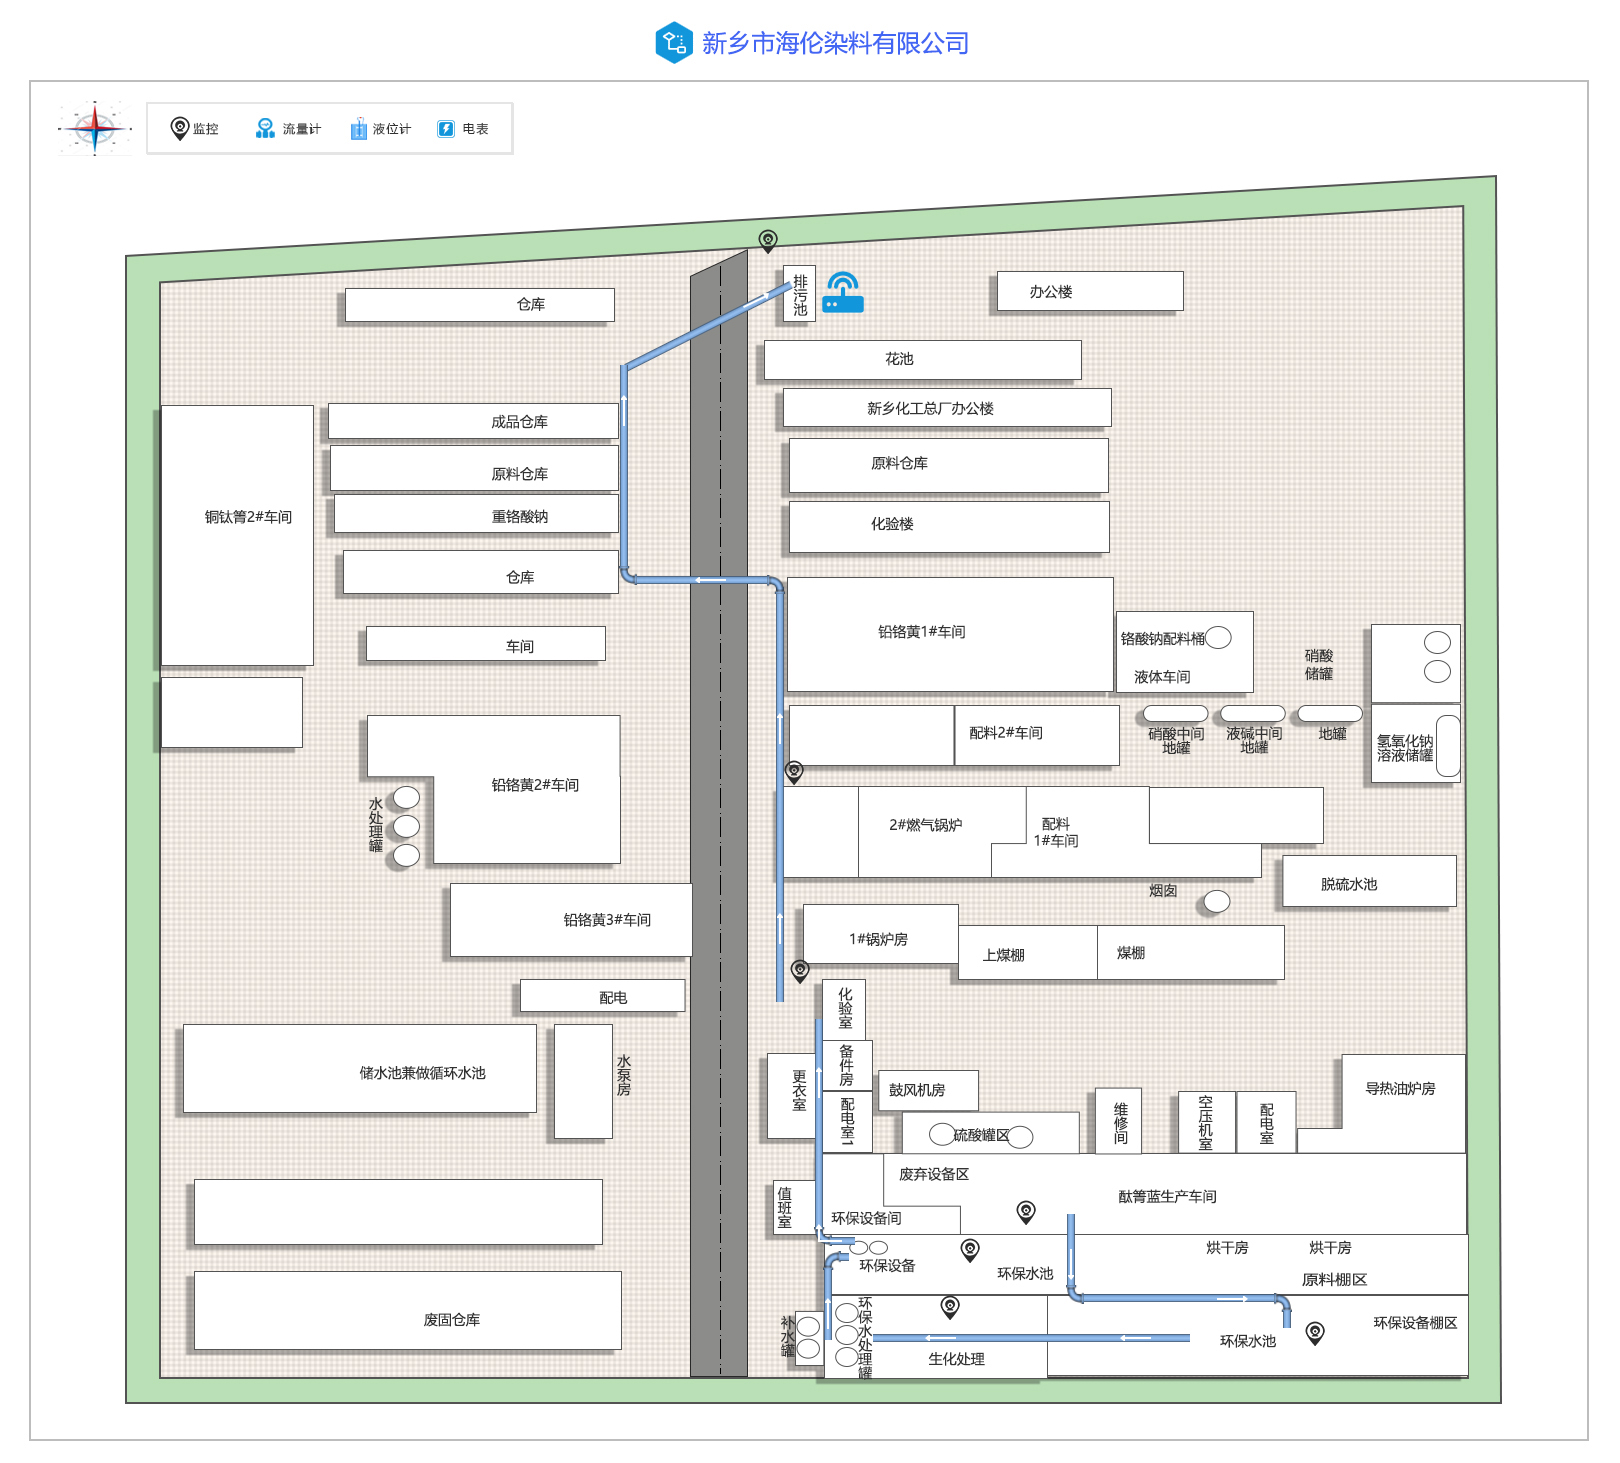 新乡市海伦染料有限公司
监控
流量计
液位计
电表
排污池
办公楼
仓库
花池
新乡化工总厂办公楼
成品仓库
原料仓库
原料仓库
铜钛菁2#车间
重铬酸钠
化验楼
仓库
铅铬黄1#车间
铬酸钠配料桶
液体车间
车间
硝酸
储罐
配料2#车间
硝酸中间
地罐
液碱中间
地罐
地罐
氢氧化钠
溶液储罐
铅铬黄2#车间
水处理罐
2#燃气锅炉
配料
1#车间
脱硫水池
烟囱
铅铬黄3#车间
1#锅炉房
上煤棚
煤棚
配电
化验室
储水池兼做循环水池
水泵房
更衣室
备件房
鼓风机房
导热油炉房
配电室1
硫酸罐区
维修间
空压机室
配电室
废弃设备区
酞菁蓝生产车间
值班室
环保设备间
烘干房
烘干房
环保设备
环保水池
原料棚区
废固仓库
补水罐
环保水处理罐
环保设备棚区
环保水池
生化处理